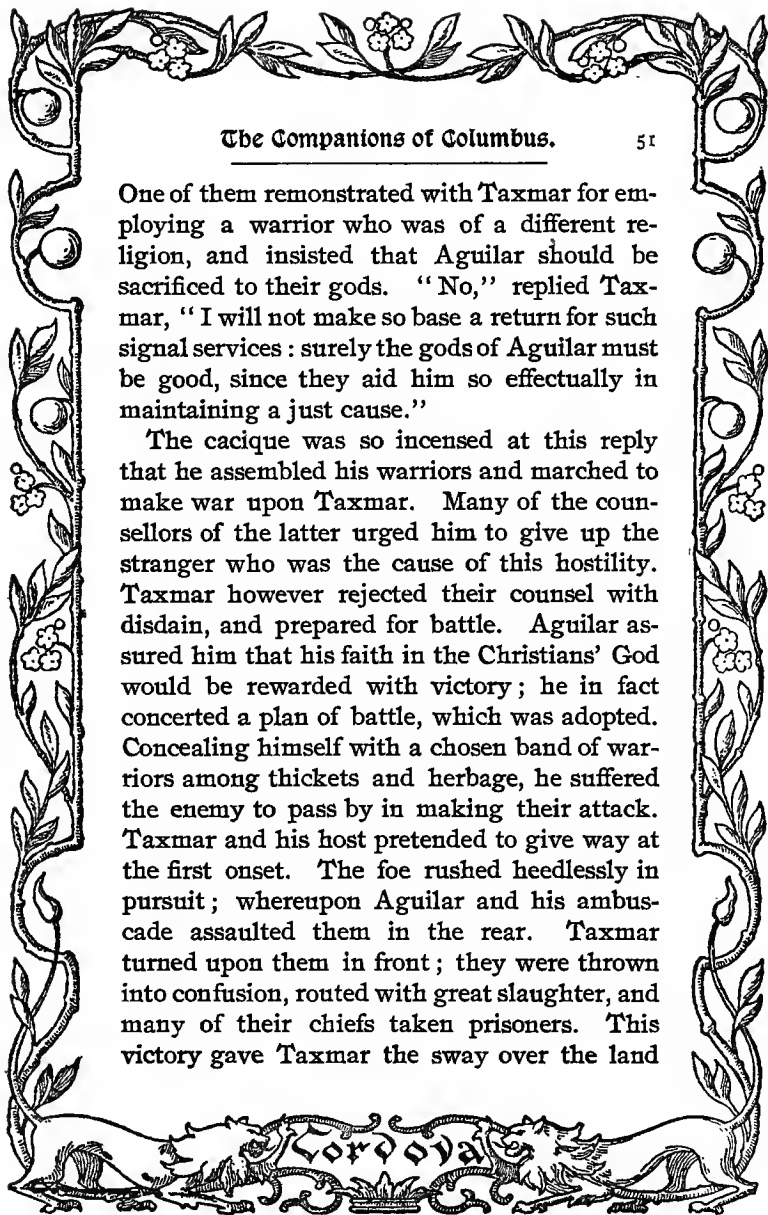 The Companions of Columbus. 51
One of them remonstrated with Taxmar for em-
ploying a warrior who was of a different re-
ligion, and insisted that Aguilar should be
sacrificed to their gods. “No,” replied Tax-
mar, “I will not make so base a return for such
signal services : surely the gods of Aguilar must
be good, since they aid him so effectually in
maintaining a just cause.”
The cacique was so incensed at this reply
that he assembled his warriors and marched to
make war upon Taxmar. Many of the coun-
sellors of the latter urged him to give up the
stranger who was the cause of this hostility.
Taxmar however rejected their counsel with
disdain, and prepared for battle. Aguilar as-
sured him that his faith in the Christians’ God
would be rewarded with victory ; he in fact
concerted a plan of battle, which was adopted.
Concealing himself with a chosen band of war-
riors among thickets and herbage, he suffered
the enemy to pass by in making their attack.
Taxmar and his host pretended to give way at
the first onset. The foe rushed heedlessly in
pursuit ; whereupon Aguilar and his ambus-
cade assaulted them in the rear. Taxmar
turned upon them in front ; they were thrown
into confusion, routed with great slaughter, and
many of their chiefs taken prisoners. This
victory gave Taxmar the sway over the land
Cordova